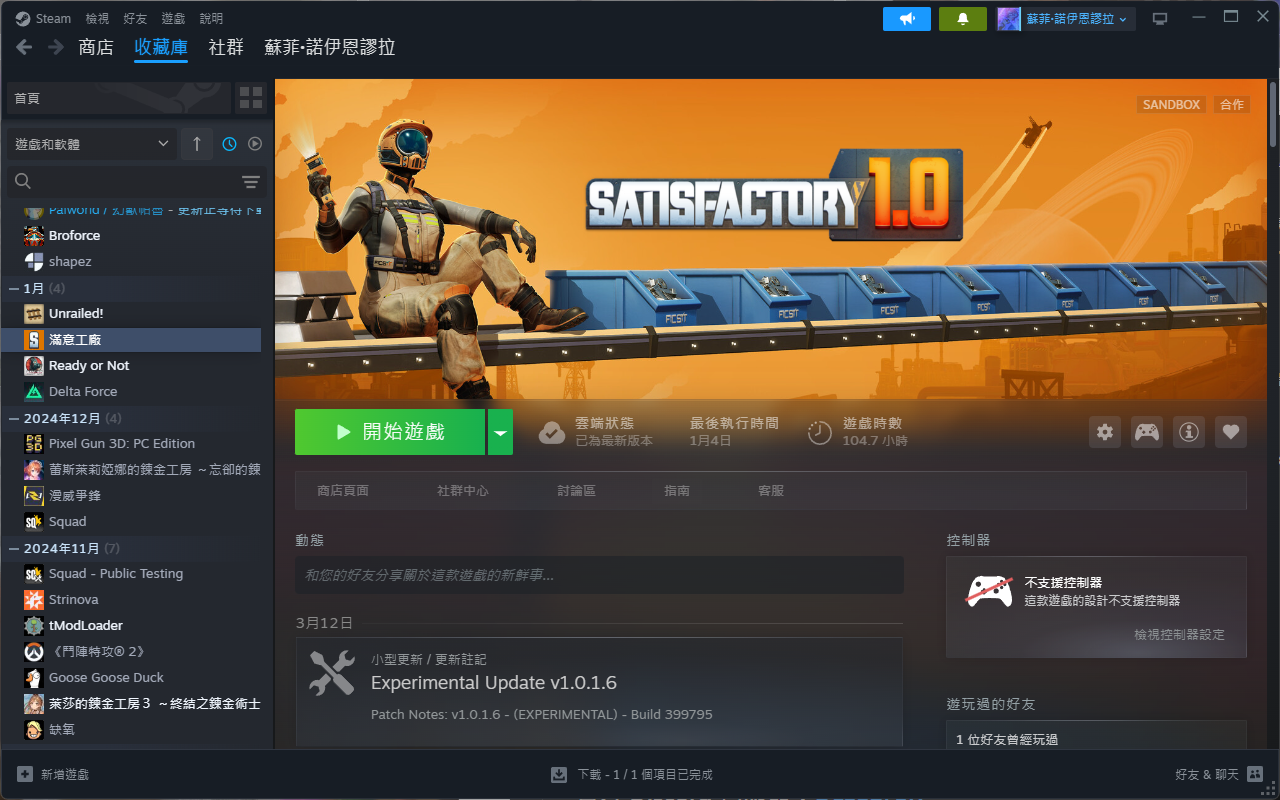 Steam 檢視 好友 遊戲 說明
蘇菲•諾伊恩謬拉
商店 收藏庫 社群 蘇菲•諾伊恩謬拉
首頁
遊戲和軟體
Palworld / 幻獸帕魯 - 更新正等待下載
Broforce
shapez
1月 (4)
Unrailed!
滿意工廠
Ready or Not
Delta Force
2024年12月 (4)
Pixel Gun 3D: PC Edition
蕾斯萊莉婭娜的鍊金工房 ～忘卻的鍊
漫威爭鋒
Squad
2024年11月 (7)
Squad - Public Testing
Strinova
tModLoader
《鬥陣特攻® 2》
Goose Goose Duck
萊莎的鍊金工房３ ～終結之鍊金術士
缺氧
SANDBOX 合作
SATISFACTORY 1.0
FICSIT
FICSIT
FICSIT
FICSIT
開始遊戲
雲端狀態
已為最新版本
最後執行時間
1月4日
遊戲時數
104.7 小時
商店頁面 社群中心 討論區 指南 客服
動態
和您的好友分享關於這款遊戲的新鮮事...
3月12日
小型更新 / 更新註記
Experimental Update v1.0.1.6
Patch Notes: v1.0.1.6 - (EXPERIMENTAL) - Build 399795
控制器
不支援控制器
這款遊戲的設計不支援控制器
檢視控制器設定
遊玩過的好友
1 位好友曾經玩過
新增遊戲
下載 - 1 / 1 個項目已完成
好友 & 聊天